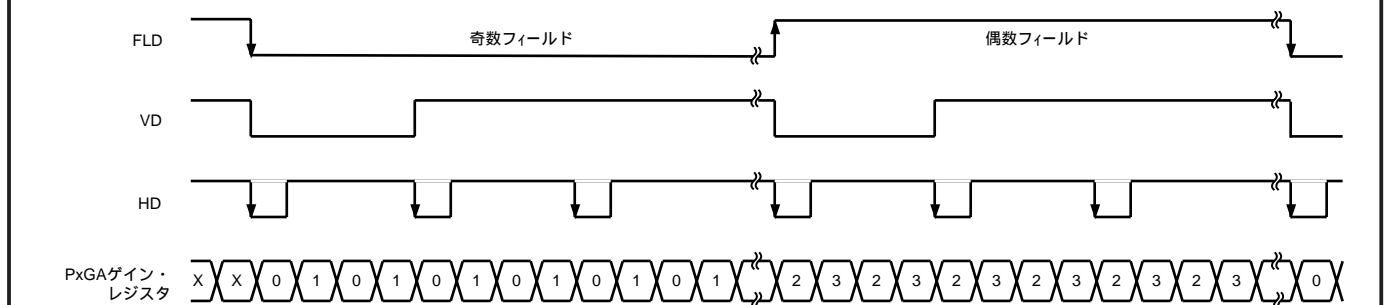 FLD
奇数フィールド
偶数フィールド
VD
HD
PxGAゲイン・
レジスタ
X X 0 1 0 1 0 1 0 1 0 1 0 1 2 3 2 3 2 3 2 3 2 3 2 3 0